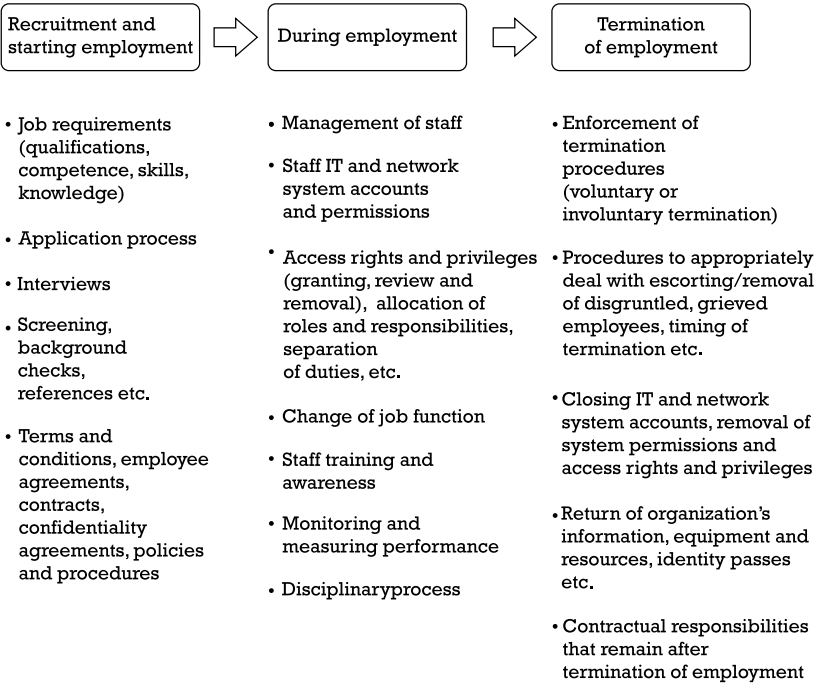 Recruitment and
starting employment
During employment
Termination
of employment
• Job requirements
(qualifications,
competence, skills,
knowledge)
• Application process
• Interviews
• Screening,
background
checks,
references etc.
• Terms and
conditions, employee
agreements,
contracts,
confidentiality
agreements, policies
and procedures
• Management of staff
• Staff IT and network
system accounts
and permissions
• Access rights and privileges
(granting, review and
removal), allocation of
roles and responsibilities,
separation
of duties, etc.
• Change of job function
• Staff training and
awareness
• Monitoring and
measuring performance
• Disciplinaryprocess
• Enforcement of
termination
procedures
(voluntary or
involuntary termination)
• Procedures to appropriately
deal with escorting/removal
of disgruntled, grieved
employees, timing of
termination etc.
• Closing IT and network
system accounts, removal of
system permissions and
access rights and privileges
• Return of organization’s
information, equipment and
resources, identity passes
etc.
• Contractual responsibilities
that remain after
termination of employment